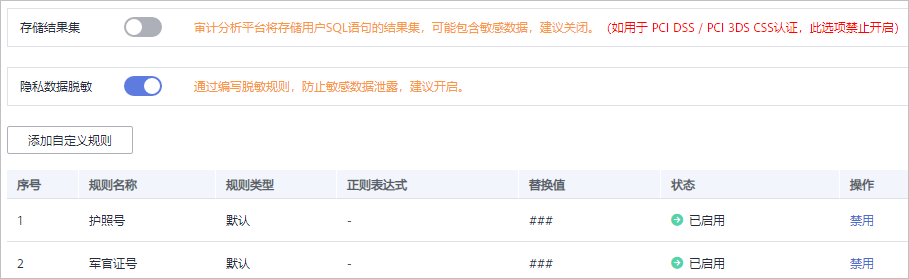 存储结果集 审计分析平台将存储用户SQL语句的结果集，可能包含敏感数据，建议关闭。（如用于 PCI DSS / PCI 3DS CSS认证，此选项禁止开启）
隐私数据脱敏 通过编写脱敏规则，防止敏感数据泄露，建议开启。
添加自定义规则
序号 规则名称 规则类型 正则表达式 替换值 状态 操作
1 护照号 默认 - ### 已启用 禁用
2 军官证号 默认 - ### 已启用 禁用